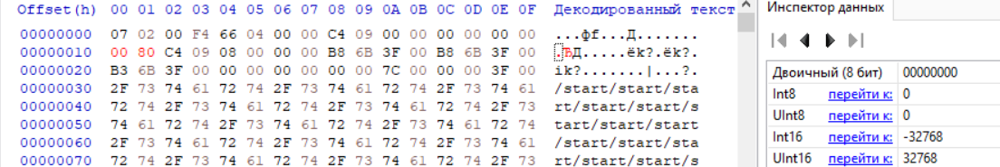 Offset(h) 00 01 02 03 04 05 06 07 08 09 0A 0B 0C 0D 0E 0F Декодированный текст
00000000 07 02 00 F4 66 04 00 00 C4 09 00 00 00 00 00 00 ...фf...Д.......
00000010 00 80 C4 09 08 00 00 00 B8 6B 3F 00 B8 6B 3F 00 .ЂД.....ёk?.ёk?.
00000020 B3 6B 3F 00 00 00 00 00 00 7C 00 00 00 3F 00 іk?......|...?.
00000030 2F 73 74 61 72 74 2F 73 74 61 72 74 2F 73 74 61 /start/start/sta
00000040 72 74 2F 73 74 61 72 74 2F 73 74 61 72 74 2F 73 rt/start/start/s
00000050 74 61 72 74 2F 73 74 61 72 74 2F 73 74 61 72 74 tart/start/start
00000060 2F 73 74 61 72 74 2F 73 74 61 72 74 2F 73 74 61 /start/start/sta
00000070 72 74 2F 73 74 61 72 74 2F 73 74 61 72 74 2F 73 rt/start/start/s
Инспектор данных
Двоичный (8 бит) 00000000
Int8 перейти к: 0
UInt8 перейти к: 0
Int16 перейти к: -32768
UInt16 перейти к: 32768